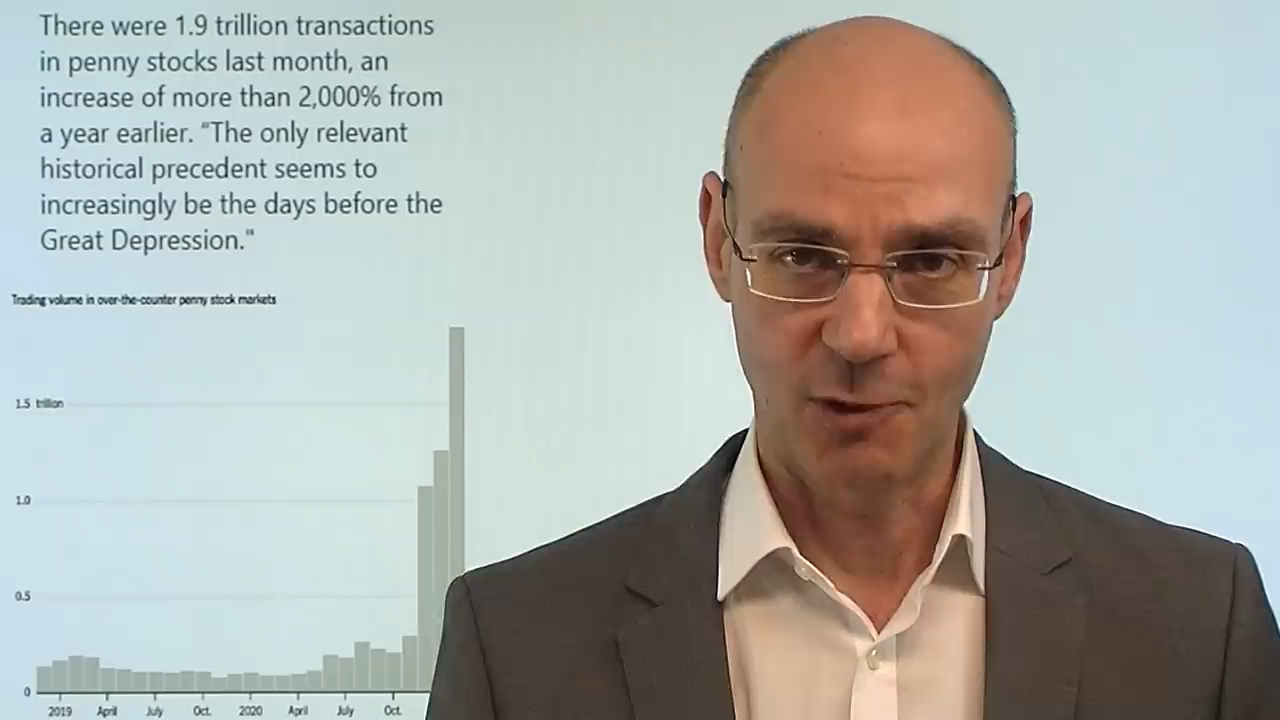 There were 1.9 trillion transactions
in penny stocks last month, an
increase of more than 2,000% from
a year earlier. “The only relevant
historical precedent seems to
increasingly be the days before the
Great Depression."
Trading volume in over-the-counter penny stock markets
1.5 trillion
1.0
0.5
0
2019 April July Oct. 2020 April July Oct.